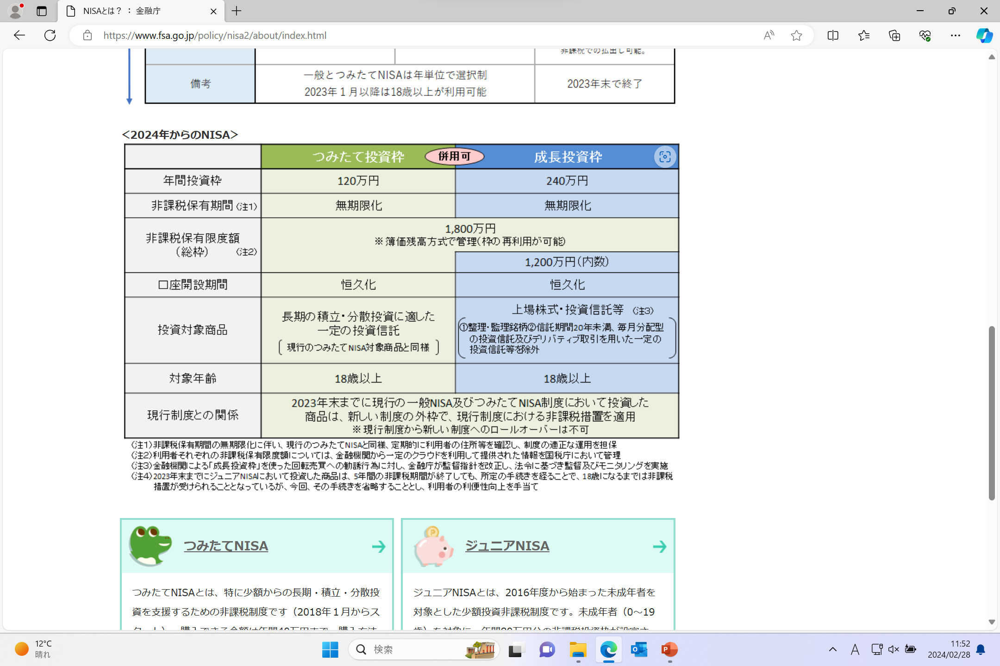 NISAとは？ ： 金融庁
https://www.fsa.go.jp/policy/nisa2/about/index.html
非課税での払出し可能。
備考
一般とつみたてNISAは年単位で選択制
2023年１月以降は18歳以上が利用可能
2023年末で終了
＜2024年からのNISA＞
つみたて投資枠
併用可
成長投資枠
年間投資枠
120万円
240万円
非課税保有期間（注1）
無期限化
無期限化
非課税保有限度額
（総枠） （注2）
1,800万円
※簿価残高方式で管理（枠の再利用が可能）
1,200万円（内数）
口座開設期間
恒久化
恒久化
投資対象商品
長期の積立・分散投資に適した
一定の投資信託
〔現行のつみたてNISA対象商品と同様〕
上場株式・投資信託等 （注3）
①整理・監理銘柄②信託期間20年未満、毎月分配型
の投資信託及びデリバティブ取引を用いた一定の
投資信託等を除外
対象年齢
18歳以上
18歳以上
現行制度との関係
2023年末までに現行の一般NISA及びつみたてNISA制度において投資した
商品は、新しい制度の外枠で、現行制度における非課税措置を適用
※現行制度から新しい制度へのロールオーバーは不可
（注1）非課税保有期間の無期限化に伴い、現行のつみたてNISAと同様、定期的に利用者の住所等を確認し、制度の適正な運用を担保
（注2）利用者それぞれの非課税保有限度額については、金融機関から一定のクラウドを利用して提供された情報を国税庁において管理
（注3）金融機関による「成長投資枠」を使った回転売買への勧誘行為に対し、金融庁が監督指針を改正し、法令に基づき監督及びモニタリングを実施
（注4）2023年末までにジュニアNISAにおいて投資した商品は、5年間の非課税期間が終了しても、所定の手続きを経ることで、18歳になるまでは非課税
措置が受けられることとなっているが、今回、その手続きを省略することとし、利用者の利便性向上を手当て
つみたてNISA
ジュニアNISA
つみたてNISAとは、特に少額からの長期・積立・分散投
資を支援するための非課税制度です（2018年１月からス
ジュニアNISAとは、2016年度から始まった未成年者を
対象とした少額投資非課税制度です。未成年者（0～19
12°C
晴れ
検索
A
11:52
2024/02/28